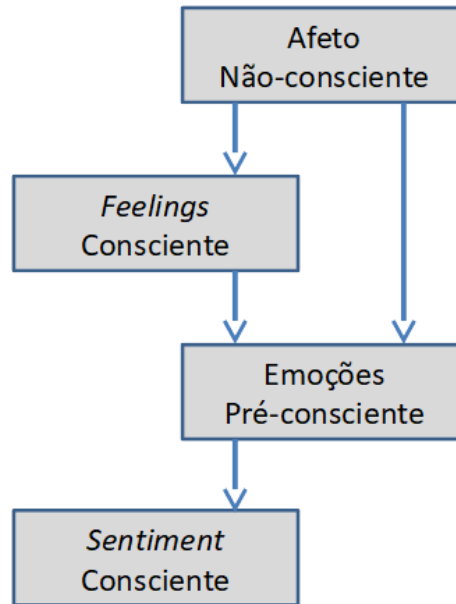 Afeto
Não-consciente
Feelings
Consciente
Emoções
Pré-consciente
Sentiment
Consciente